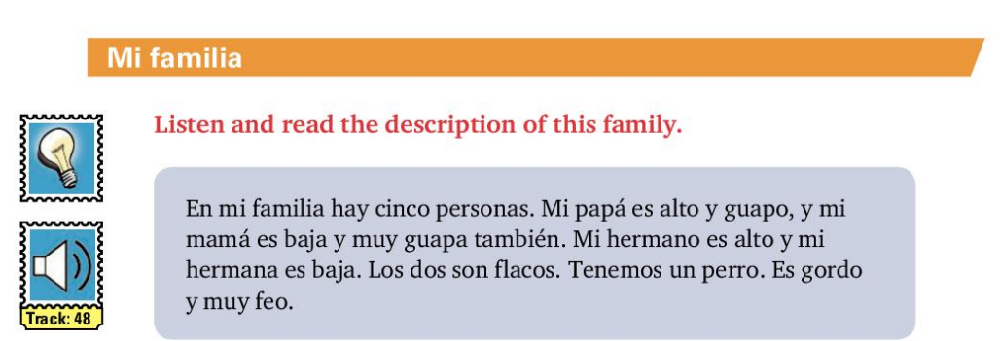 Mi familia
Listen and read the description of this family.
En mi familia hay cinco personas. Mi papá es alto y guapo, y mi
mamá es baja y muy guapa también. Mi hermano es alto y mi
hermana es baja. Los dos son flacos. Tenemos un perro. Es gordo
y muy feo.
Track: 48